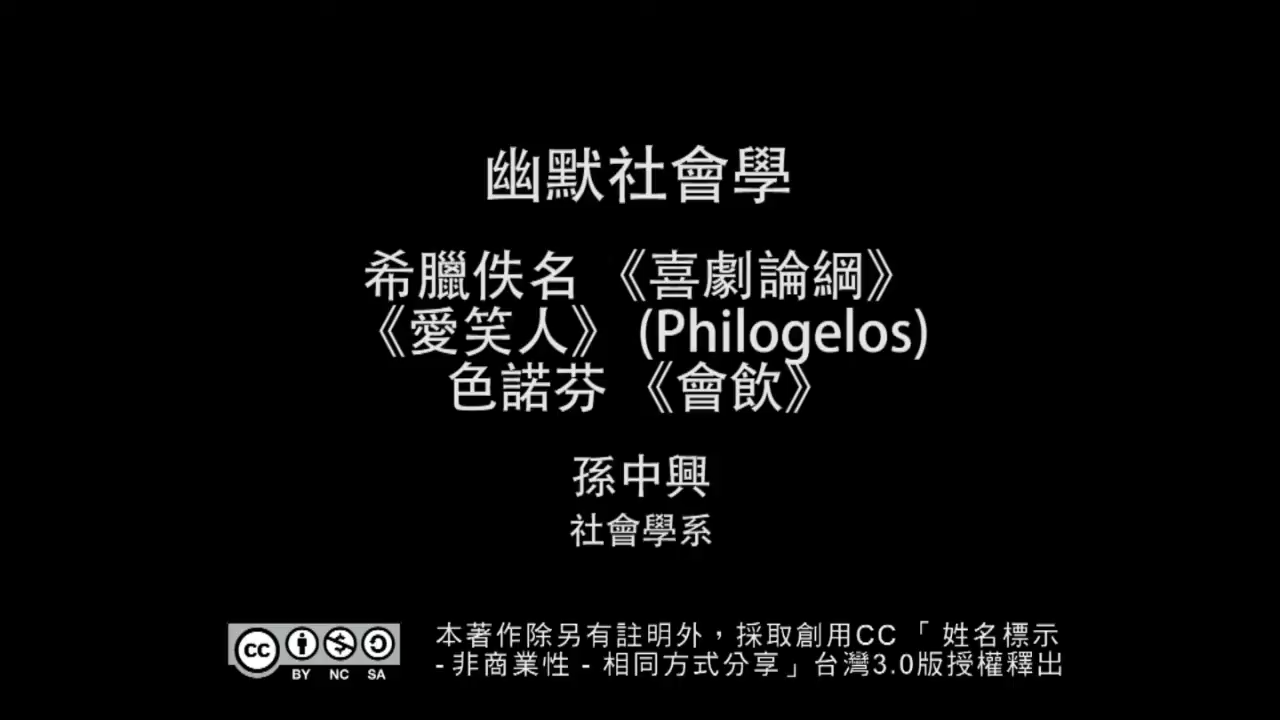 幽默社會學
希臘佚名 《喜劇論綱》
《愛笑人》 (Philogelos)
色諾芬 《會飲》
孫中興
社會學系
cc BY NC SA
本著作除另有註明外，採取創用CC 「 姓名標示
- 非商業性 - 相同方式分享」台灣3.0版授權釋出